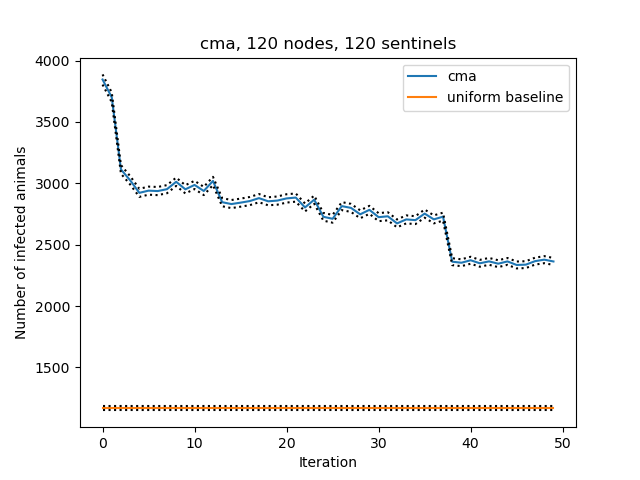 cma, 120 nodes, 120 sentinels
cma
uniform baseline
Number of infected animals
4000
3500
3000
2500
2000
1500
0 10 20 30 40 50
Iteration